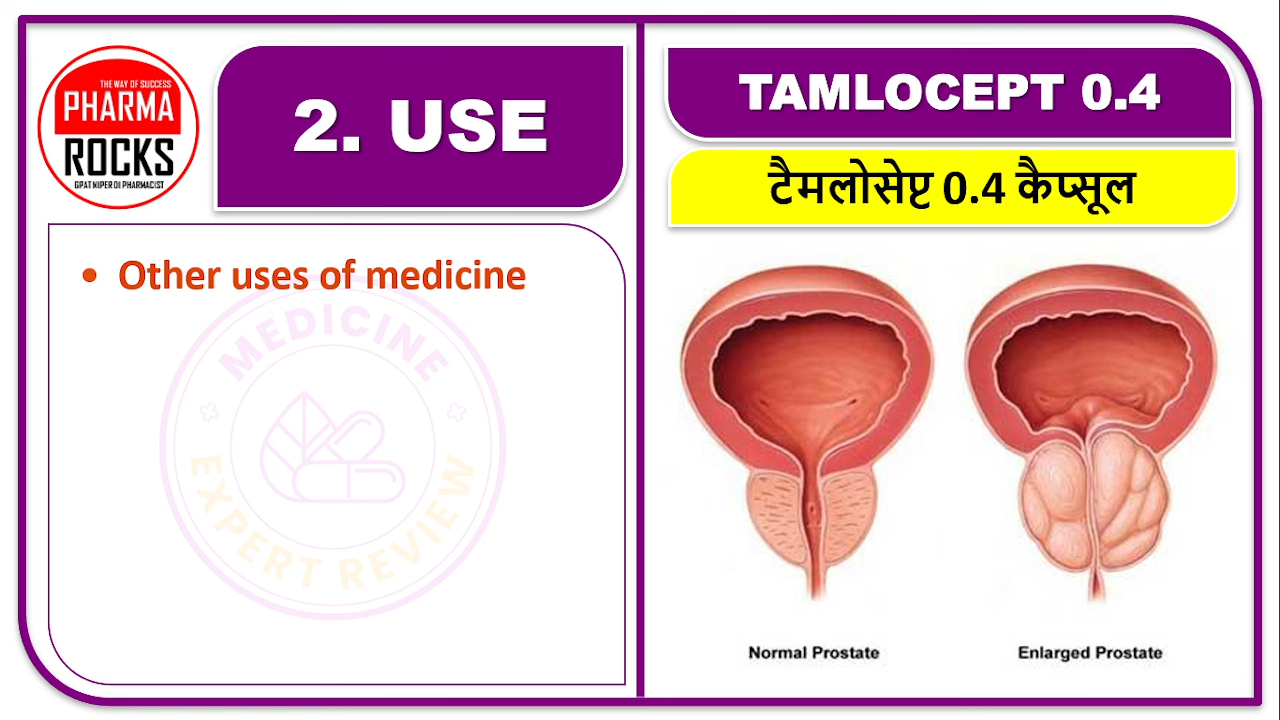 THE WAY OF SUCCESS
PHARMA
ROCKS
GPAT NIPER DI PHARMACIST
2. USE
• Other uses of medicine
MEDICINE
EXPERT REVIEW
TAMLOCEPT 0.4
टैमलोसेप्ट 0.4 कैप्सूल
Normal Prostate
Enlarged Prostate